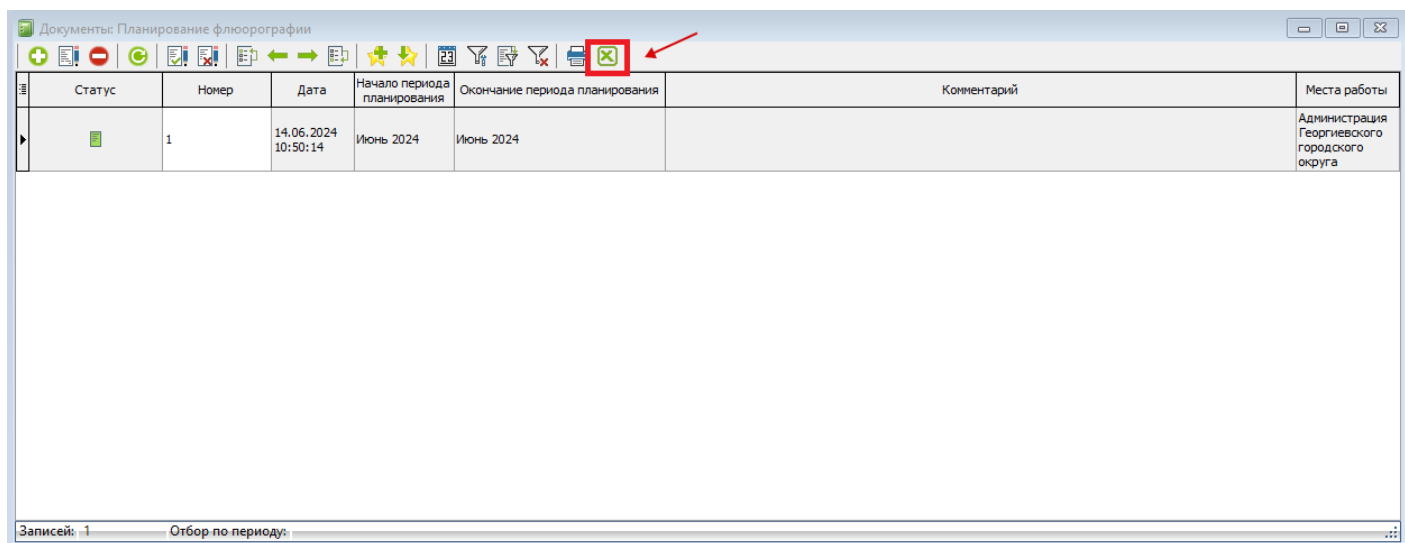 Документы: Планирование флюорографии
23
Статус
Номер
Дата
Начало периода
планирования
Окончание периода планирования
Комментарий
Места работы
1
14.06.2024
10:50:14
Июнь 2024
Июнь 2024
Администрация
Георгиевского
городского
округа
Записей: 1
Отбор по периоду: